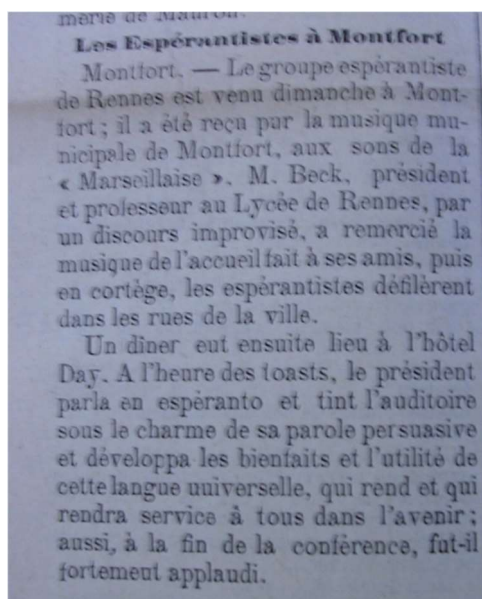 merie de Mauron.
Les Espérantistes à Montfort
Montfort. — Le groupe espérantiste
de Rennes est venu dimanche à Mont-
fort ; il a été reçu par la musique mu-
nicipale de Montfort, aux sons de la
« Marseillaise ». M. Beck, président
et professeur au Lycée de Rennes, par
un discours improvisé, a remercié la
musique de l'accueil fait à ses amis, puis
en cortège, les espérantistes défilèrent
dans les rues de la ville.
Un dîner eut ensuite lieu à l'hôtel
Day. A l'heure des toasts, le président
parla en espéranto et tint l'auditoire
sous le charme de sa parole persuasive
et développa les bienfaits et l'utilité de
cette langue universelle, qui rend et qui
rendra service à tous dans l'avenir ;
aussi, à la fin de la conférence, fut-il
fortement applaudi.